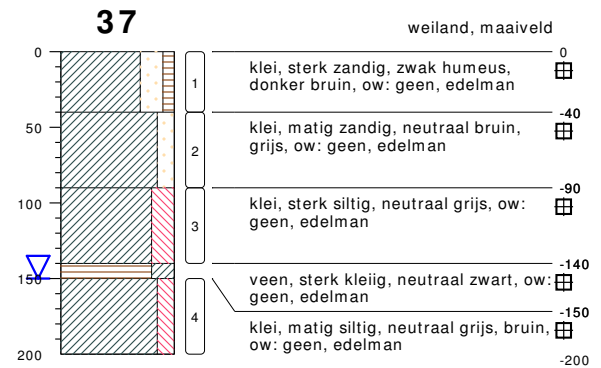 37
weiland, maaiveld
0
0
klei, sterk zandig, zwak humeus,
donker bruin, ow: geen, edelman
1
-40
50
klei, matig zandig, neutraal bruin,
grijs, ow: geen, edelman
2
-90
100
klei, sterk siltig, neutraal grijs, ow:
geen, edelman
3
-140
150
veen, sterk kleiig, neutraal zwart, ow:
geen, edelman
-150
4
klei, matig siltig, neutraal grijs, bruin,
ow: geen, edelman
200
-200